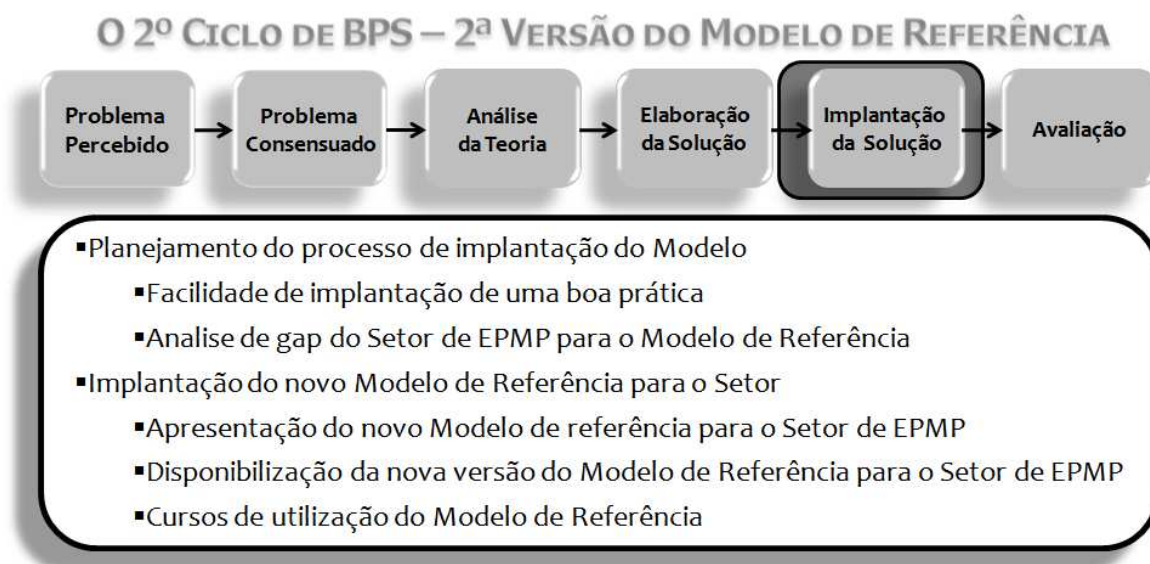 O 2º CICLO DE BPS – 2ª VERSÃO DO MODELO DE REFERÊNCIA
Problema
Percebido
Problema
Consensuado
Análise
da Teoria
Elaboração
da Solução
Implantação
da Solução
Avaliação
▪Planejamento do processo de implantação do Modelo
▪Facilidade de implantação de uma boa prática
▪Analise de gap do Setor de EPMP para o Modelo de Referência
▪Implantação do novo Modelo de Referência para o Setor
▪Apresentação do novo Modelo de referência para o Setor de EPMP
▪Disponibilização da nova versão do Modelo de Referência para o Setor de EPMP
▪Cursos de utilização do Modelo de Referência